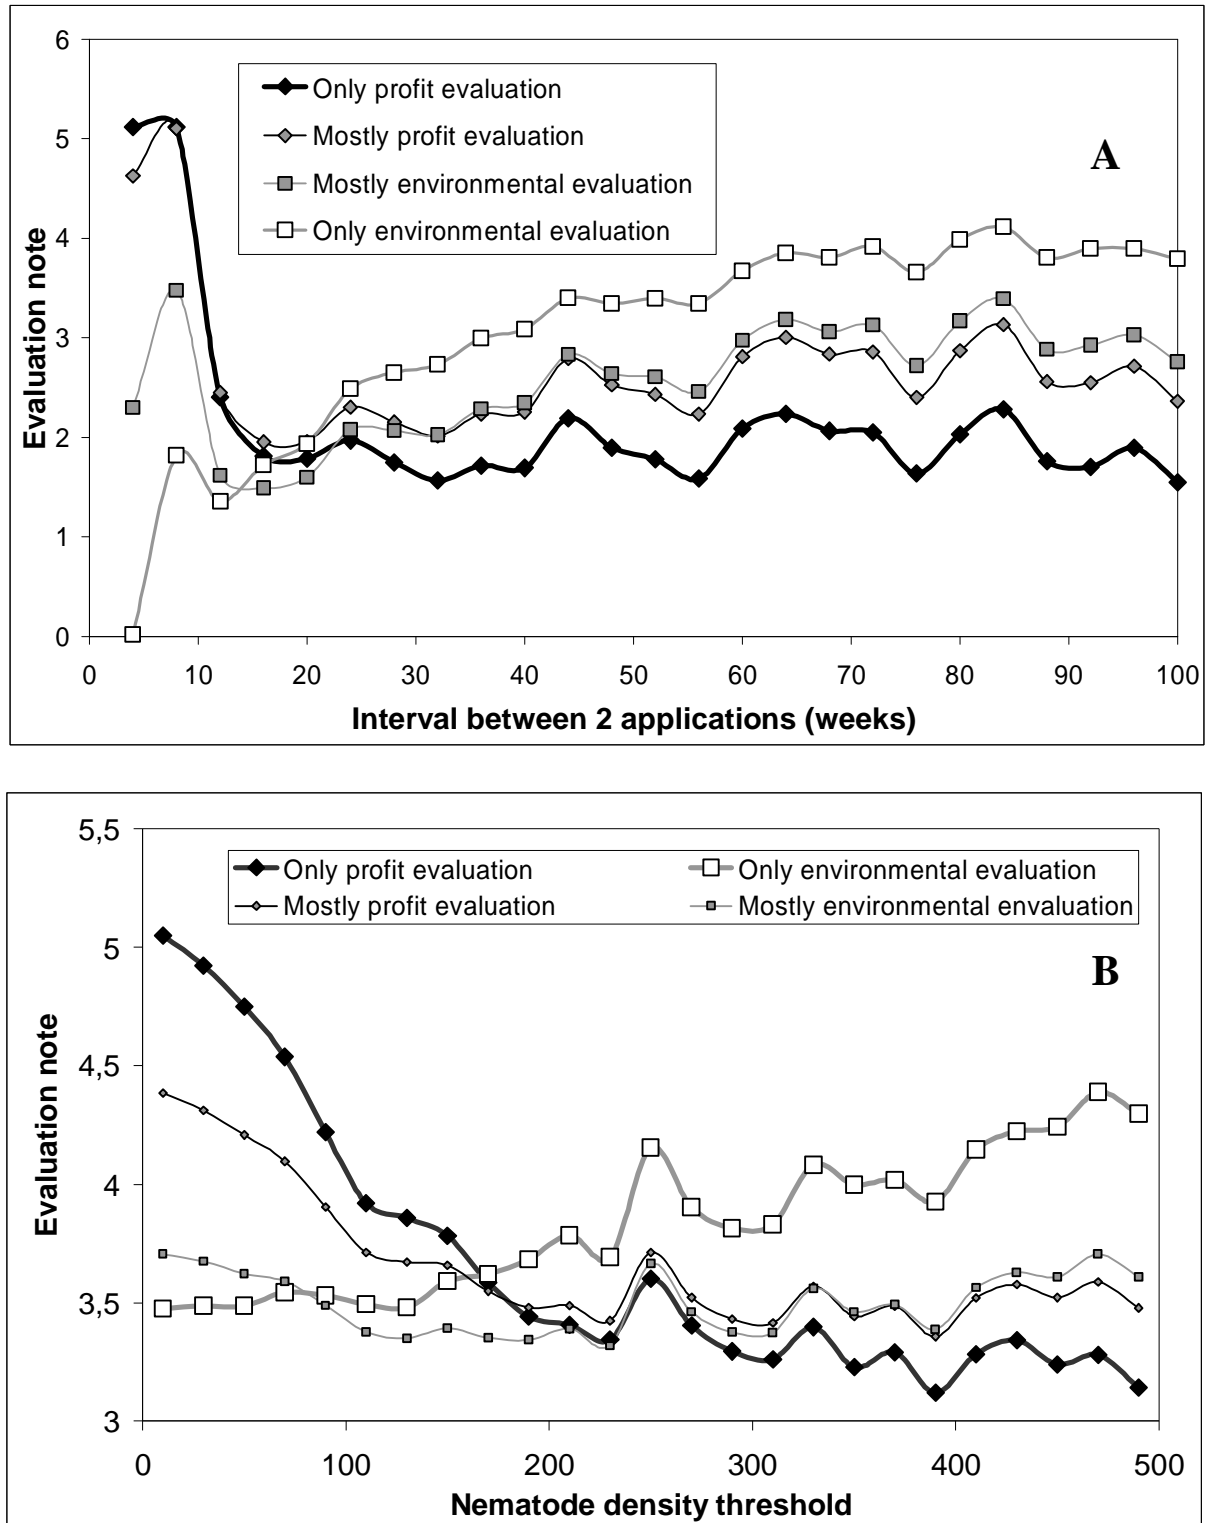 6
5
4
3
2
1
0
Evaluation note
Only profit evaluation
Mostly profit evaluation
Mostly environmental evaluation
Only environmental evaluation
A
0 10 20 30 40 50 60 70 80 90 100
Interval between 2 applications (weeks)
5,5
5
4,5
4
3,5
3
Evaluation note
Only profit evaluation Only environmental evaluation
Mostly profit evaluation Mostly environmental envaluation
B
0 100 200 300 400 500
Nematode density threshold